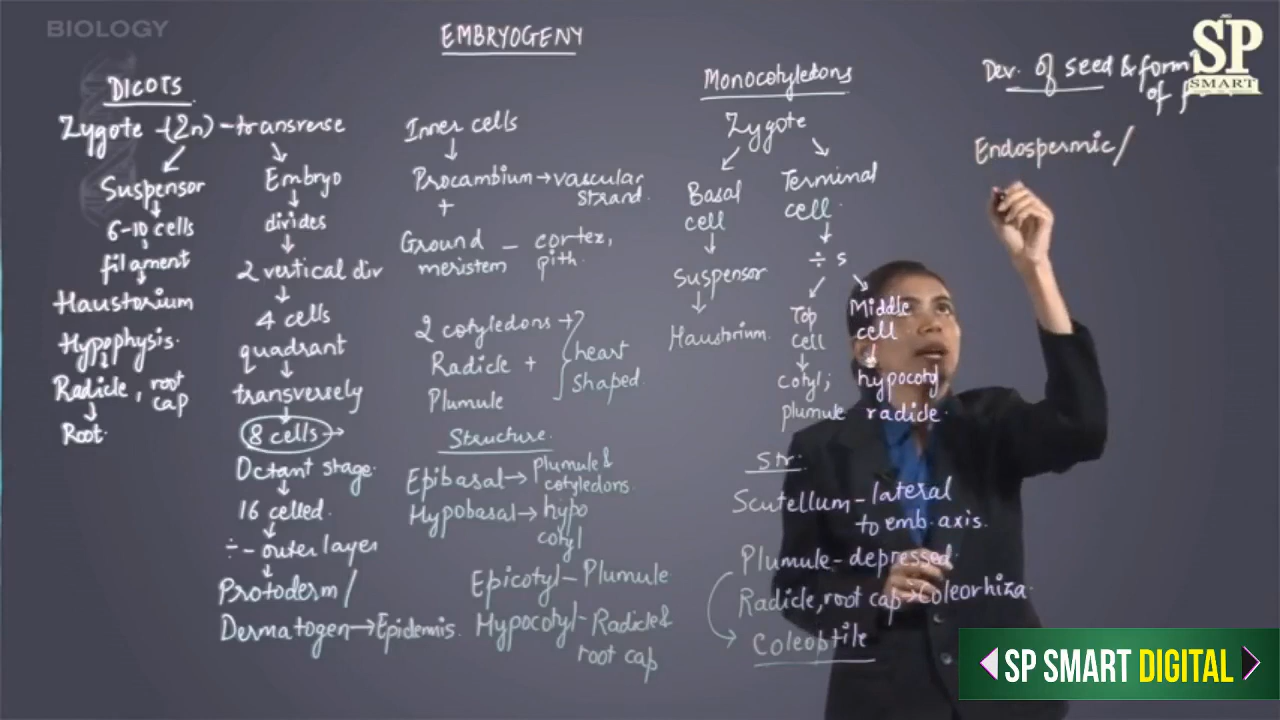 BIOLOGY
EMBRYOGENY
SP
SMART
DICOTS
Zygote -(2n) - transverse
Suspensor
6-10 cells
filament
Haustorium
Hypophysis.
Radicle, root cap
Root.
Embryo
divides
2 vertical div
4 cells
quadrant
transversely
8 cells →
Octant stage.
16 celled.
÷ - outer layer
Protoderm /
Dermatogen → Epidermis.
Inner cells
Procambium → vascular
strand.
+
Ground — cortex,
meristem pith.
2 cotyledons +
Radicle + heart
shaped.
Plumule
Structure.
Epibasal → Plumule &
cotyledons.
Hypobasal → hypo
cotyl
Epicotyl - Plumule
Hypocotyl - Radicle &
root cap
Monocotyledons
Zygote
Basal
cell
Suspensor
Haustorium.
Terminal
cell.
÷ s
Top
cell
cotyl;
plumule
Middle
cell
hypocotyl
radicle.
Str.
Scutellum - lateral
to emb. axis.
Plumule - depressed.
Radicle, root cap → Coleorhiza.
Coleoptile
Dev. of seed & form
of
Endospermic /
SP SMART DIGITAL